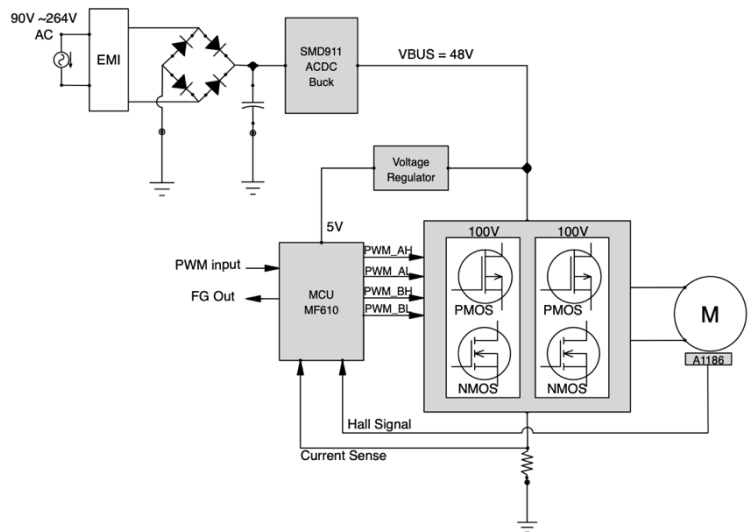 90V ~264V
AC
EMI
SMD911
ACDC
Buck
VBUS = 48V
Voltage
Regulator
5V
PWM input
FG Out
MCU
MF610
PWM_AH
PWM_AL
PWM_BH
PWM_BL
100V
100V
PMOS
PMOS
NMOS
NMOS
M
A1186
Hall Signal
Current Sense